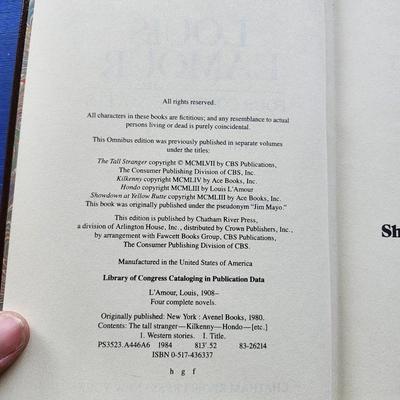 All rights reserved.
All characters in these books are fictitious; and any resemblance to actual
persons living or dead is purely coincidental.
This Omnibus edition was previously published in separate volumes
under the titles:
The Tall Stranger copyright © MCMLVII by CBS Publications,
The Consumer Publishing Division of CBS, Inc.
Kilkenny copyright MCMLIV by Ace Books, Inc.
Hondo copyright MCMLIII by Louis L'Amour
Showdown at Yellow Butte copyright MCMLIII by Ace Books, Inc.
This book was originally published under the pseudonym "Jim Mayo."
This edition is published by Chatham River Press,
a division of Arlington House, Inc., distributed by Crown Publishers, Inc.,
by arrangement with Fawcett Books Group, CBS Publications,
The Consumer Publishing Division of CBS.
Manufactured in the United States of America
Library of Congress Cataloging in Publication Data
L'Amour, Louis, 1908–
Four complete novels.
Originally published: New York : Avenel Books, 1980.
Contents: The tall stranger—Kilkenny—Hondo—[etc.]
1. Western stories. I. Title.
PS3523.A446A6 1984 813'.52 83-26214
ISBN 0-517-436337
h g f
Sh